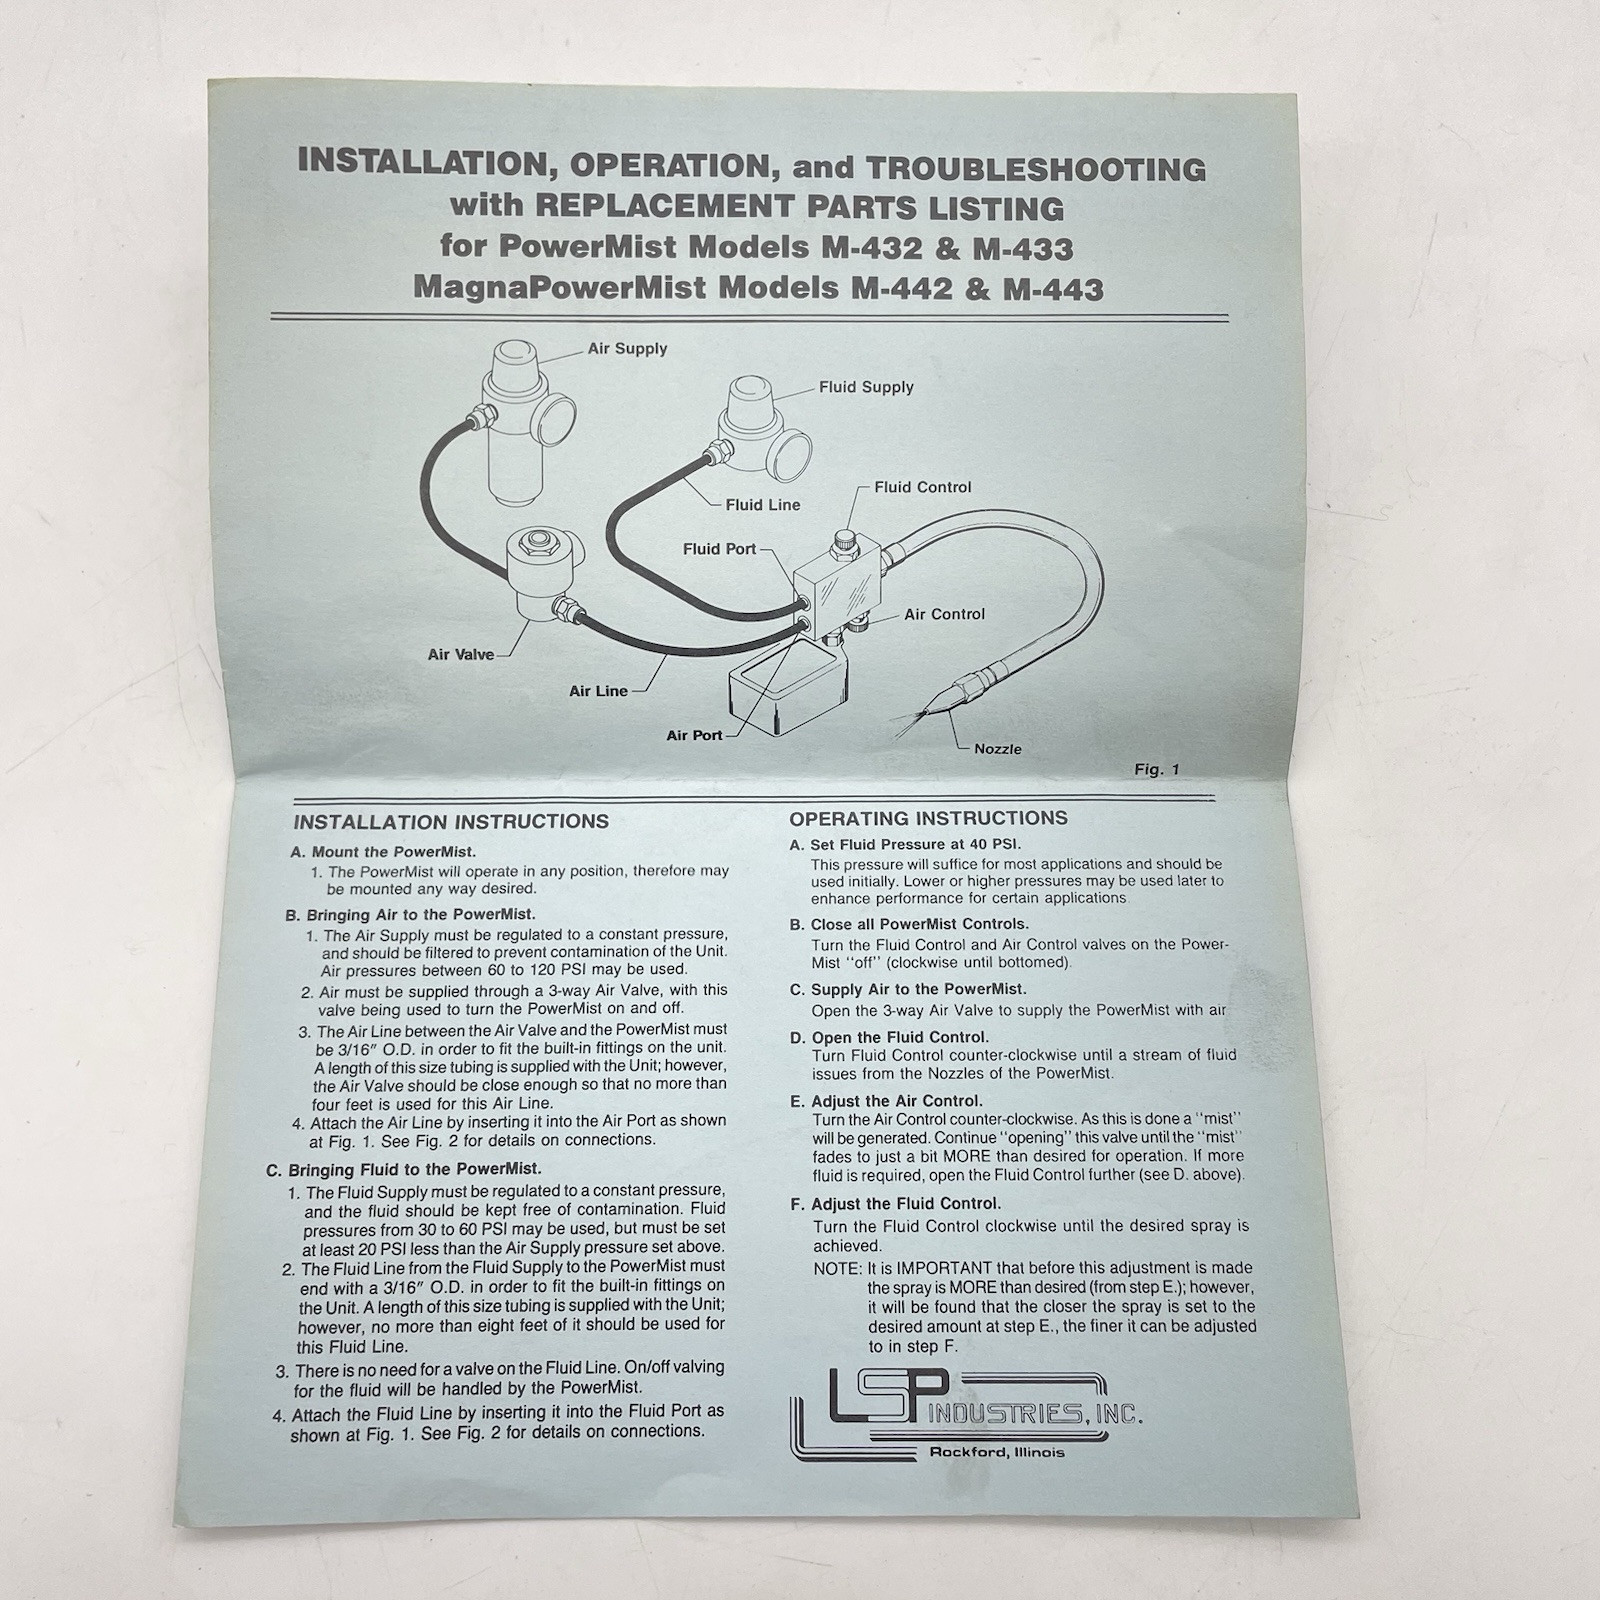 INSTALLATION, OPERATION, and TROUBLESHOOTING
with REPLACEMENT PARTS LISTING
for PowerMist Models M-432 & M-433
MagnaPowerMist Models M-442 & M-443
Air Supply
Fluid Supply
Fluid Control
Fluid Line
Fluid Port
Air Control
Air Valve
Air Line
Air Port
Nozzle
Fig. 1
INSTALLATION INSTRUCTIONS
A. Mount the PowerMist.
1. The PowerMist will operate in any position, therefore may
be mounted any way desired.
B. Bringing Air to the PowerMist.
1. The Air Supply must be regulated to a constant pressure,
and should be filtered to prevent contamination of the Unit.
Air pressures between 60 to 120 PSI may be used.
2. Air must be supplied through a 3-way Air Valve, with this
valve being used to turn the PowerMist on and off.
3. The Air Line between the Air Valve and the PowerMist must
be 3/16" O.D. in order to fit the built-in fittings on the unit.
A length of this size tubing is supplied with the Unit; however,
the Air Valve should be close enough so that no more than
four feet is used for this Air Line.
4. Attach the Air Line by inserting it into the Air Port as shown
at Fig. 1. See Fig. 2 for details on connections.
C. Bringing Fluid to the PowerMist.
1. The Fluid Supply must be regulated to a constant pressure,
and the fluid should be kept free of contamination. Fluid
pressures from 30 to 60 PSI may be used, but must be set
at least 20 PSI less than the Air Supply pressure set above.
2. The Fluid Line from the Fluid Supply to the PowerMist must
end with a 3/16" O.D. in order to fit the built-in fittings on
the Unit. A length of this size tubing is supplied with the Unit;
however, no more than eight feet of it should be used for
this Fluid Line.
3. There is no need for a valve on the Fluid Line. On/off valving
for the fluid will be handled by the PowerMist.
4. Attach the Fluid Line by inserting it into the Fluid Port as
shown at Fig. 1. See Fig. 2 for details on connections.
OPERATING INSTRUCTIONS
A. Set Fluid Pressure at 40 PSI.
This pressure will suffice for most applications and should be
used initially. Lower or higher pressures may be used later to
enhance performance for certain applications.
B. Close all PowerMist Controls.
Turn the Fluid Control and Air Control valves on the Power-
Mist "off" (clockwise until bottomed).
C. Supply Air to the PowerMist.
Open the 3-way Air Valve to supply the PowerMist with air
D. Open the Fluid Control.
Turn Fluid Control counter-clockwise until a stream of fluid
issues from the Nozzles of the PowerMist.
E. Adjust the Air Control.
Turn the Air Control counter-clockwise. As this is done a "mist"
will be generated. Continue "opening" this valve until the "mist"
fades to just a bit MORE than desired for operation. If more
fluid is required, open the Fluid Control further (see D. above).
F. Adjust the Fluid Control.
Turn the Fluid Control clockwise until the desired spray is
achieved.
NOTE: It is IMPORTANT that before this adjustment is made
the spray is MORE than desired (from step E.); however,
it will be found that the closer the spray is set to the
desired amount at step E., the finer it can be adjusted
to in step F.
LSP
INDUSTRIES, INC.
Rockford, Illinois